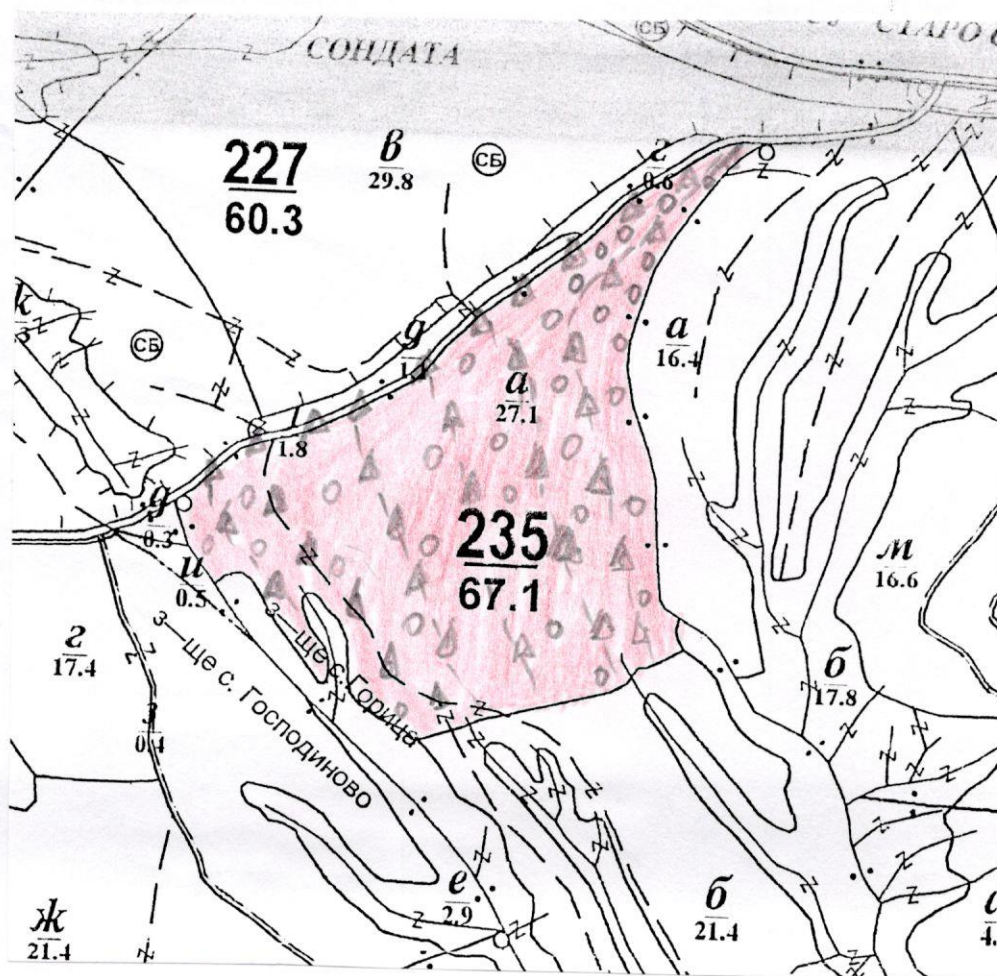 СОНДАТА
СБ
227
60.3
в
29.8
СБ
г
0.6
а
16.4
СБ
д
1.4
а
27.1
1.8
д
0.3
и
0.5
235
67.1
м
16.6
г
17.4
з-ще с. Горица
з-ще с. Господиново
б
17.8
з
0.4
е
2.9
б
21.4
ж
21.4